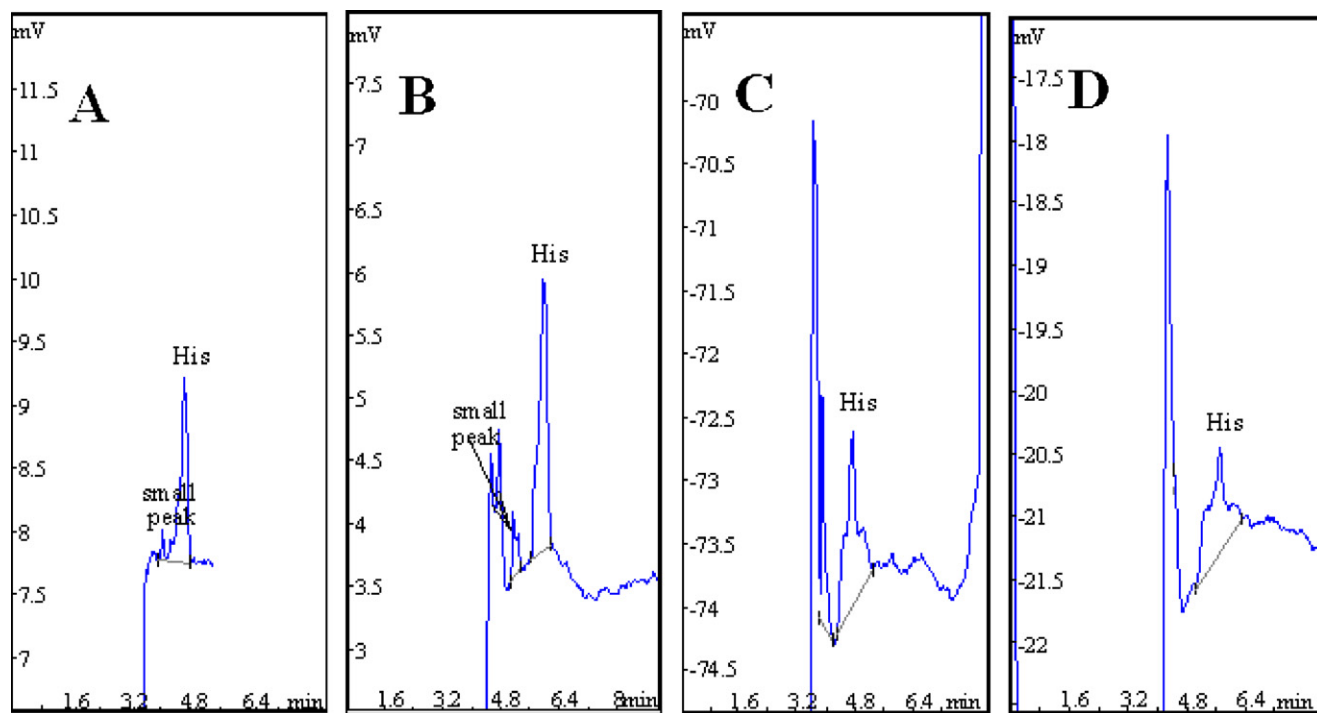 mV
11.5
A
11
10.5
10
9.5
His
9
8.5
small
peak
8
7.5
7
1.6 3.2 4.8 6.4 min
mV
7.5
B
7
6.5
His
6
5.5
5
small
peak
4.5
4
3.5
3
1.6 3.2 4.8 6.4 8 min
mV
C
-70
-70.5
-71
-71.5
-72
His
-72.5
-73
-73.5
-74
-74.5
1.6 3.2 4.8 6.4 min
mV
-17.5
D
-18
-18.5
-19
-19.5
-20
His
-20.5
-21
-21.5
-22
1.6 3.2 4.8 6.4 min